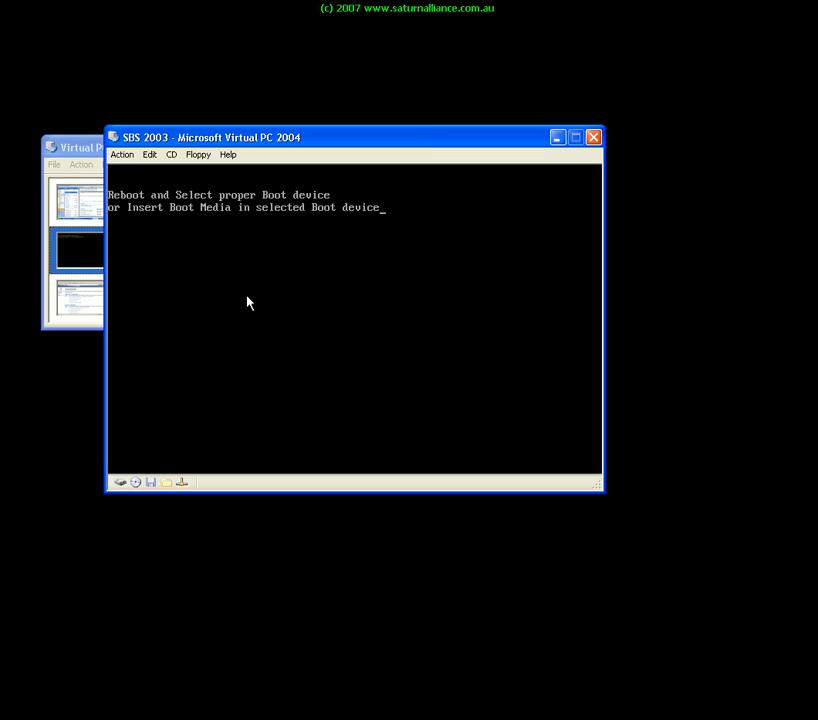 (c) 2007 www.saturnalliance.com.au
SBS 2003 - Microsoft Virtual PC 2004
Virtual P
Action Edit CD Floppy Help
File Action
Reboot and Select proper Boot device
or Insert Boot Media in selected Boot device_